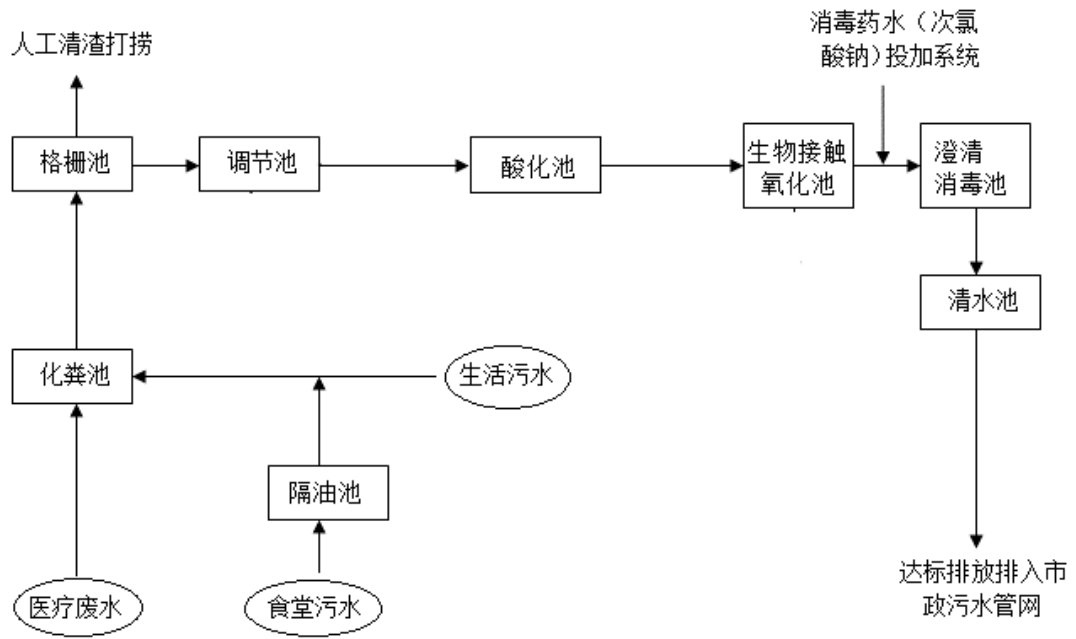 消毒药水（次氯
酸钠）投加系统
人工清渣打捞
格栅池
调节池
酸化池
生物接触
氧化池
澄清
消毒池
清水池
化粪池
生活污水
隔油池
医疗废水
食堂污水
达标排放排入市
政污水管网